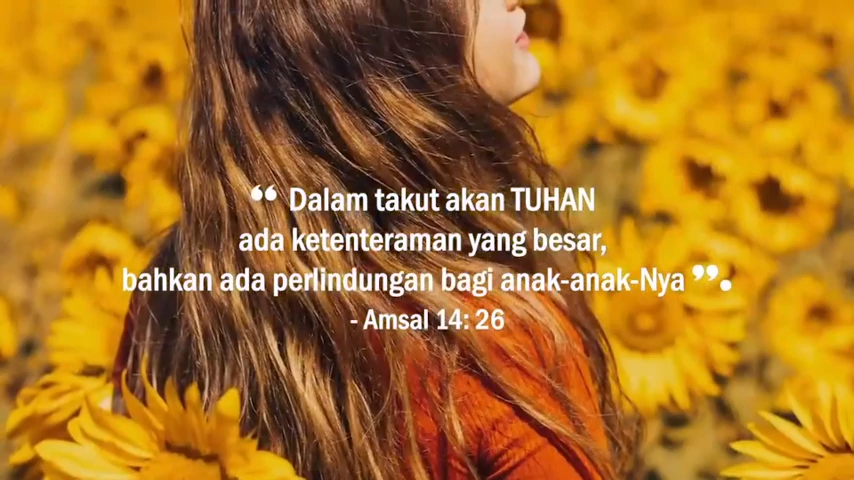 “ Dalam takut akan TUHAN
ada ketenteraman yang besar,
bahkan ada perlindungan bagi anak-anak-Nya ”.
- Amsal 14: 26